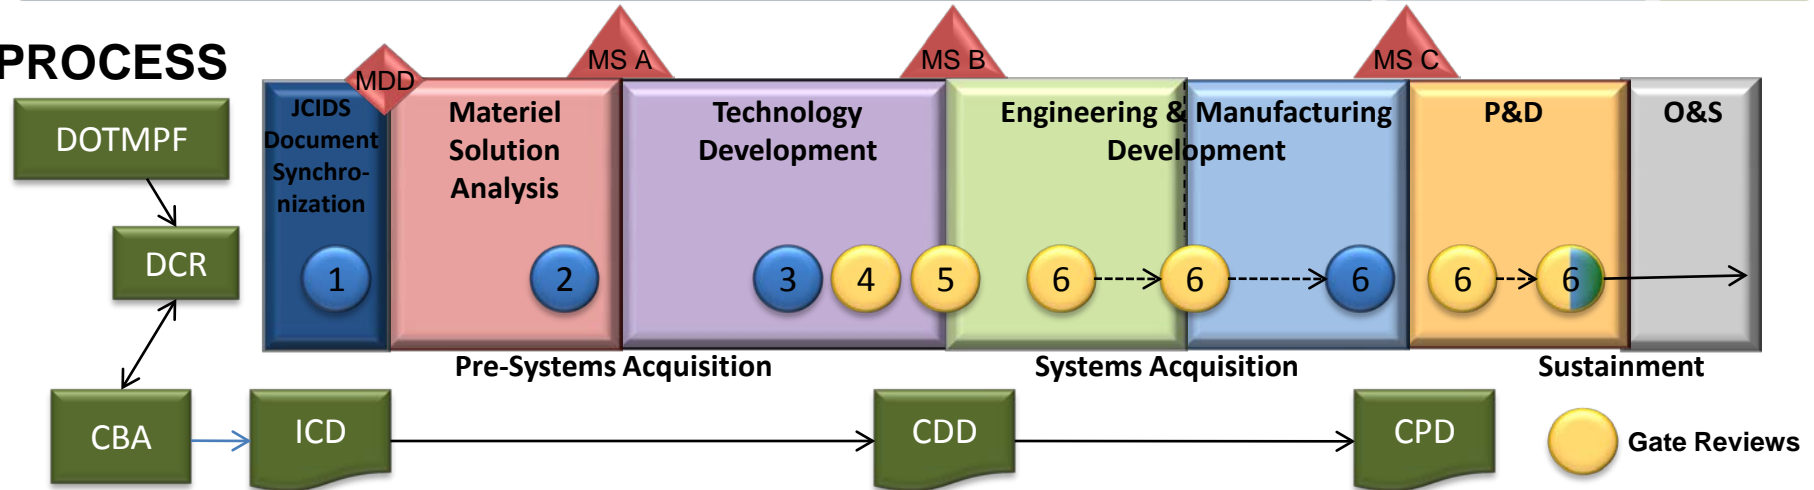 PROCESS
MDD
MS A
MS B
MS C
DOTMPF
DCR
JCIDS
Document
Synchro-
nization
Materiel
Solution
Analysis
Technology
Development
Engineering & Manufacturing
Development
P&D
O&S
1
2
3
4
5
6
6
6
6
6
Pre-Systems Acquisition
Systems Acquisition
Sustainment
CBA
ICD
CDD
CPD
Gate Reviews